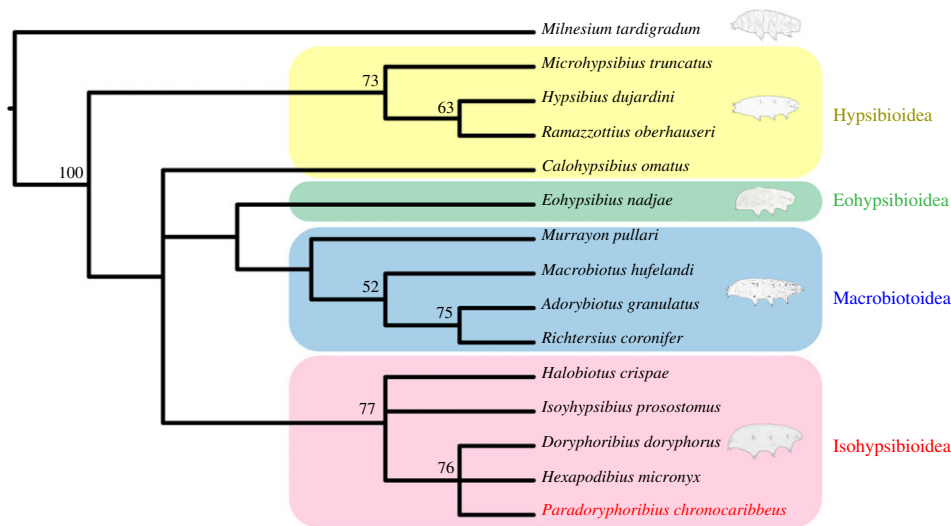 Milnesium tardigradum
Microhypsibius truncatus
73
Hypsibius dujardini
63
Hypsibioidea
Ramazzottius oberhauseri
100
Calohypsibius omatus
Eohypsibius nadjae
Eohypsibioidea
Murrayon pullari
Macrobiotus hufelandi
52
Macrobiotoidea
Adorybiotus granulatus
75
Richtersius coronifer
Halobiotus crispae
77
Isoyhypsibius prosostomus
Doryphoribius doryphorus
Isohypsibioidea
76
Hexapodibius micronyx
Paradoryphoribius chronocaribbeus